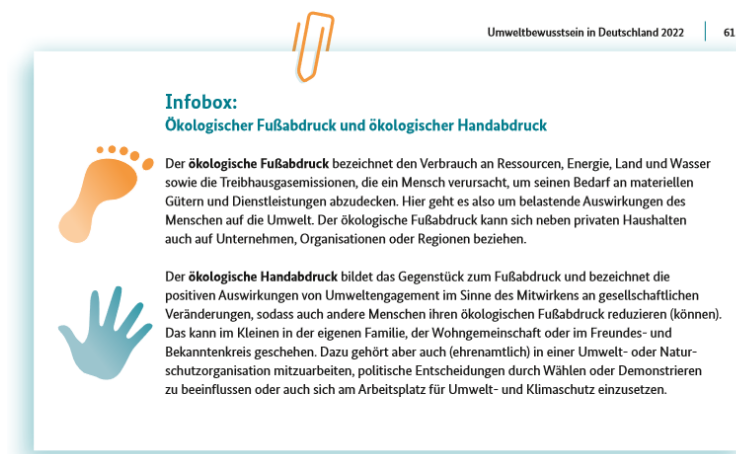 Umweltbewusstsein in Deutschland 2022 61
Infobox:
Ökologischer Fußabdruck und ökologischer Handabdruck
Der ökologische Fußabdruck bezeichnet den Verbrauch an Ressourcen, Energie, Land und Wasser
sowie die Treibhausgasemissionen, die ein Mensch verursacht, um seinen Bedarf an materiellen
Gütern und Dienstleistungen abzudecken. Hier geht es also um belastende Auswirkungen des
Menschen auf die Umwelt. Der ökologische Fußabdruck kann sich neben privaten Haushalten
auch auf Unternehmen, Organisationen oder Regionen beziehen.
Der ökologische Handabdruck bildet das Gegenstück zum Fußabdruck und bezeichnet die
positiven Auswirkungen von Umweltengagement im Sinne des Mitwirkens an gesellschaftlichen
Veränderungen, sodass auch andere Menschen ihren ökologischen Fußabdruck reduzieren (können).
Das kann im Kleinen in der eigenen Familie, der Wohngemeinschaft oder im Freundes- und
Bekanntenkreis geschehen. Dazu gehört aber auch (ehrenamtlich) in einer Umwelt- oder Natur-
schutzorganisation mitzuarbeiten, politische Entscheidungen durch Wählen oder Demonstrieren
zu beeinflussen oder auch sich am Arbeitsplatz für Umwelt- und Klimaschutz einzusetzen.